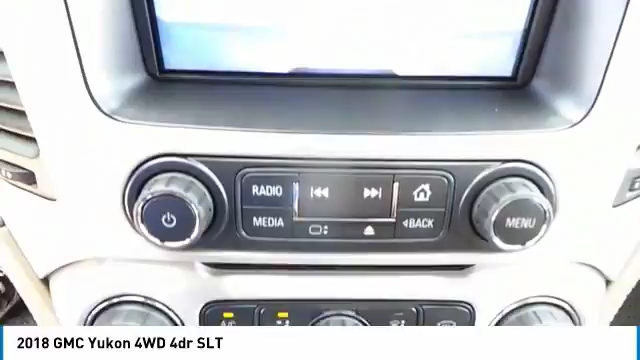 RADIO
MEDIA
BACK
MENU
A/C
2018 GMC Yukon 4WD 4dr SLT